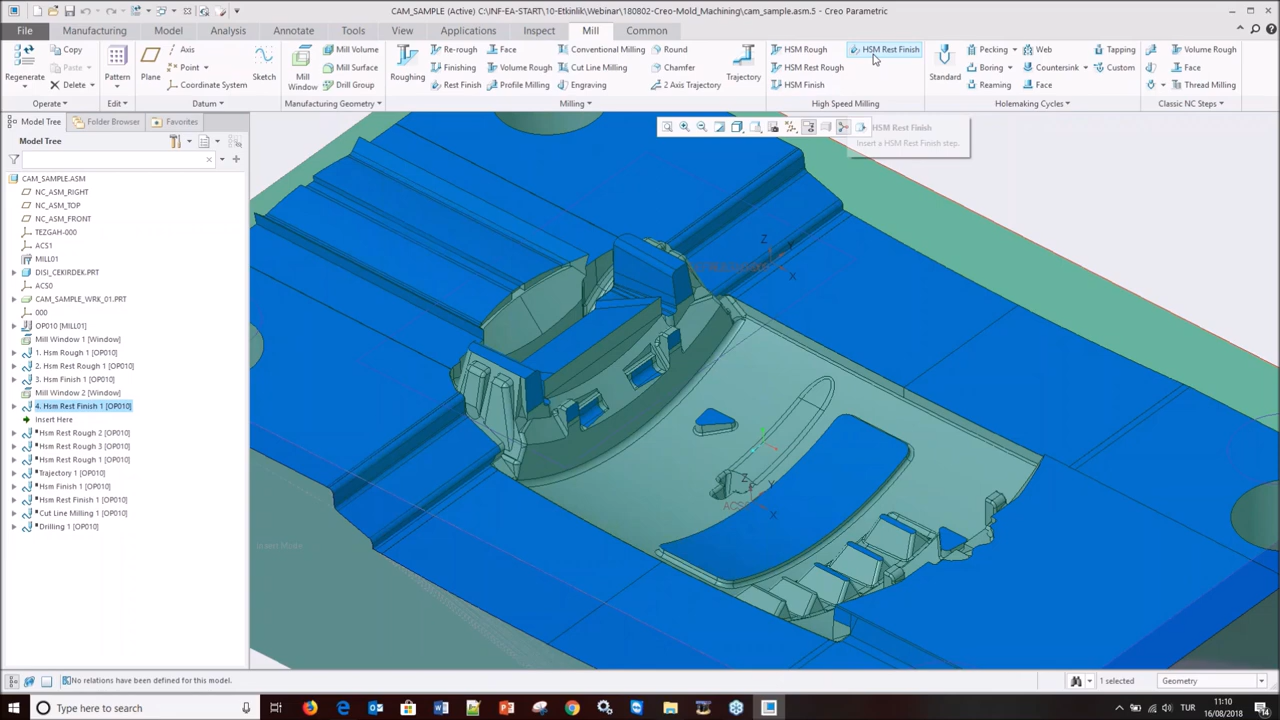 CAM_SAMPLE (Active) C:\INF-EA-START\10-Etkinlik\Webinar\180802-Creo-Mold_Machining\cam_sample.asm.5 - Creo Parametric
File Manufacturing Model Analysis Annotate Tools View Applications Inspect Mill Common
Copy Axis Mill Volume Re-rough Face Conventional Milling Round HSM Rough HSM Rest Finish Pecking Web Tapping Volume Rough
Paste Point Mill Surface Finishing Volume Rough Cut Line Milling Chamfer HSM Rest Rough Boring Countersink Custom Face
Regenerate Pattern Plane Sketch Mill Window Roughing Trajectory Standard
Delete Coordinate System Drill Group Rest Finish Profile Milling Engraving 2 Axis Trajectory HSM Finish Reaming Face Thread Milling
Operate Edit Datum Manufacturing Geometry Milling High Speed Milling Holemaking Cycles Classic NC Steps
Model Tree Folder Browser Favorites
HSM Rest Finish
Insert a HSM Rest Finish step.
Model Tree
CAM_SAMPLE.ASM
NC_ASM_RIGHT
NC_ASM_TOP
NC_ASM_FRONT
TEZGAH-000
ACS1
MILL01
DISI_CEKIRDEK.PRT
ACS0
CAM_SAMPLE_WRK_01.PRT
000
OP010 [MILL01]
Mill Window 1 [Window]
1. Hsm Rough 1 [OP010]
2. Hsm Rest Rough 1 [OP010]
3. Hsm Finish 1 [OP010]
Mill Window 2 [Window]
4. Hsm Rest Finish 1 [OP010]
Insert Here
Hsm Rest Rough 2 [OP010]
Hsm Rest Rough 3 [OP010]
Hsm Rest Rough 1 [OP010]
Trajectory 1 [OP010]
Hsm Finish 1 [OP010]
Hsm Rest Finish 1 [OP010]
Cut Line Milling 1 [OP010]
Drilling 1 [OP010]
Z
Y
X
Z
Y
X
Insert Mode
No relations have been defined for this model.
1 selected
Geometry
Type here to search
TUR
11:10
16/08/2018
14